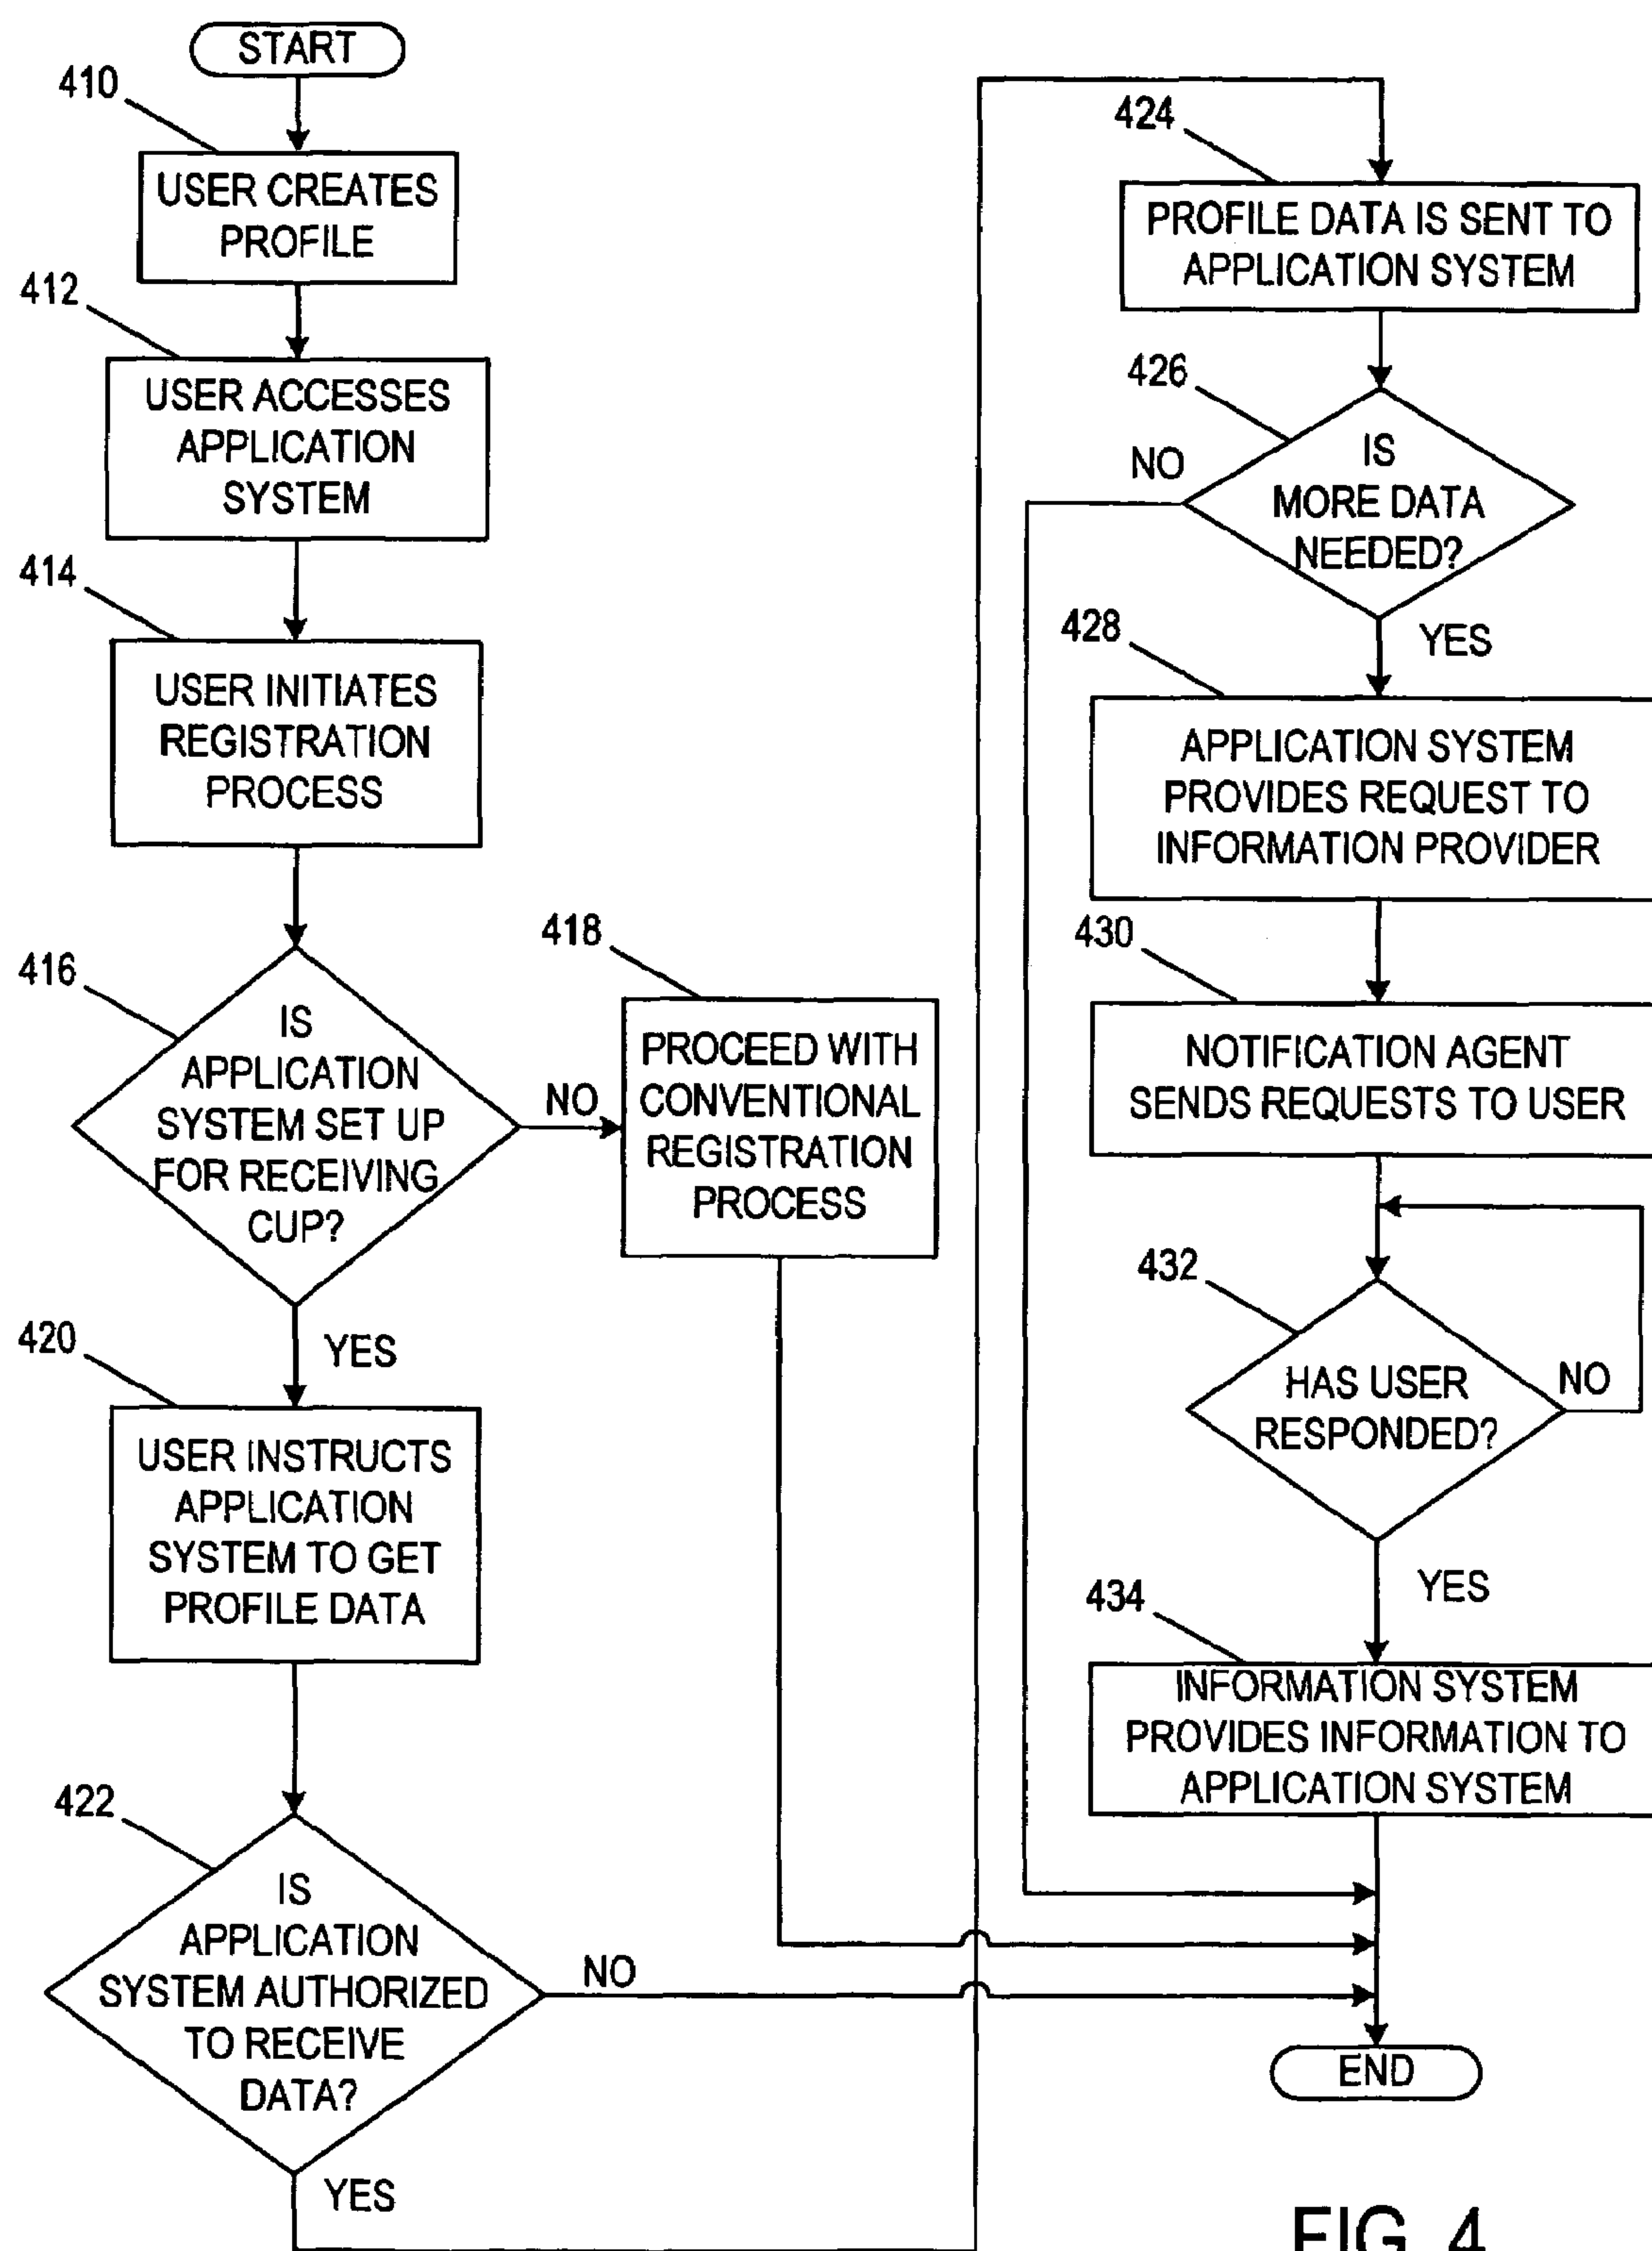 START
410
USER CREATES
PROFILE
412
USER ACCESSES
APPLICATION
SYSTEM
414
USER INITIATES
REGISTRATION
PROCESS
416
IS
APPLICATION
SYSTEM SET UP
FOR RECEIVING
CUP?
NO
418
PROCEED WITH
CONVENTIONAL
REGISTRATION
PROCESS
YES
420
USER INSTRUCTS
APPLICATION
SYSTEM TO GET
PROFILE DATA
422
IS
APPLICATION
SYSTEM AUTHORIZED
TO RECEIVE
DATA?
NO
YES
424
PROFILE DATA IS SENT TO
APPLICATION SYSTEM
426
IS
MORE DATA
NEEDED?
NO
YES
428
APPLICATION SYSTEM
PROVIDES REQUEST TO
INFORMATION PROVIDER
430
NOTIFICATION AGENT
SENDS REQUESTS TO USER
432
HAS USER
RESPONDED?
NO
YES
434
INFORMATION SYSTEM
PROVIDES INFORMATION TO
APPLICATION SYSTEM
END
FIG. 4